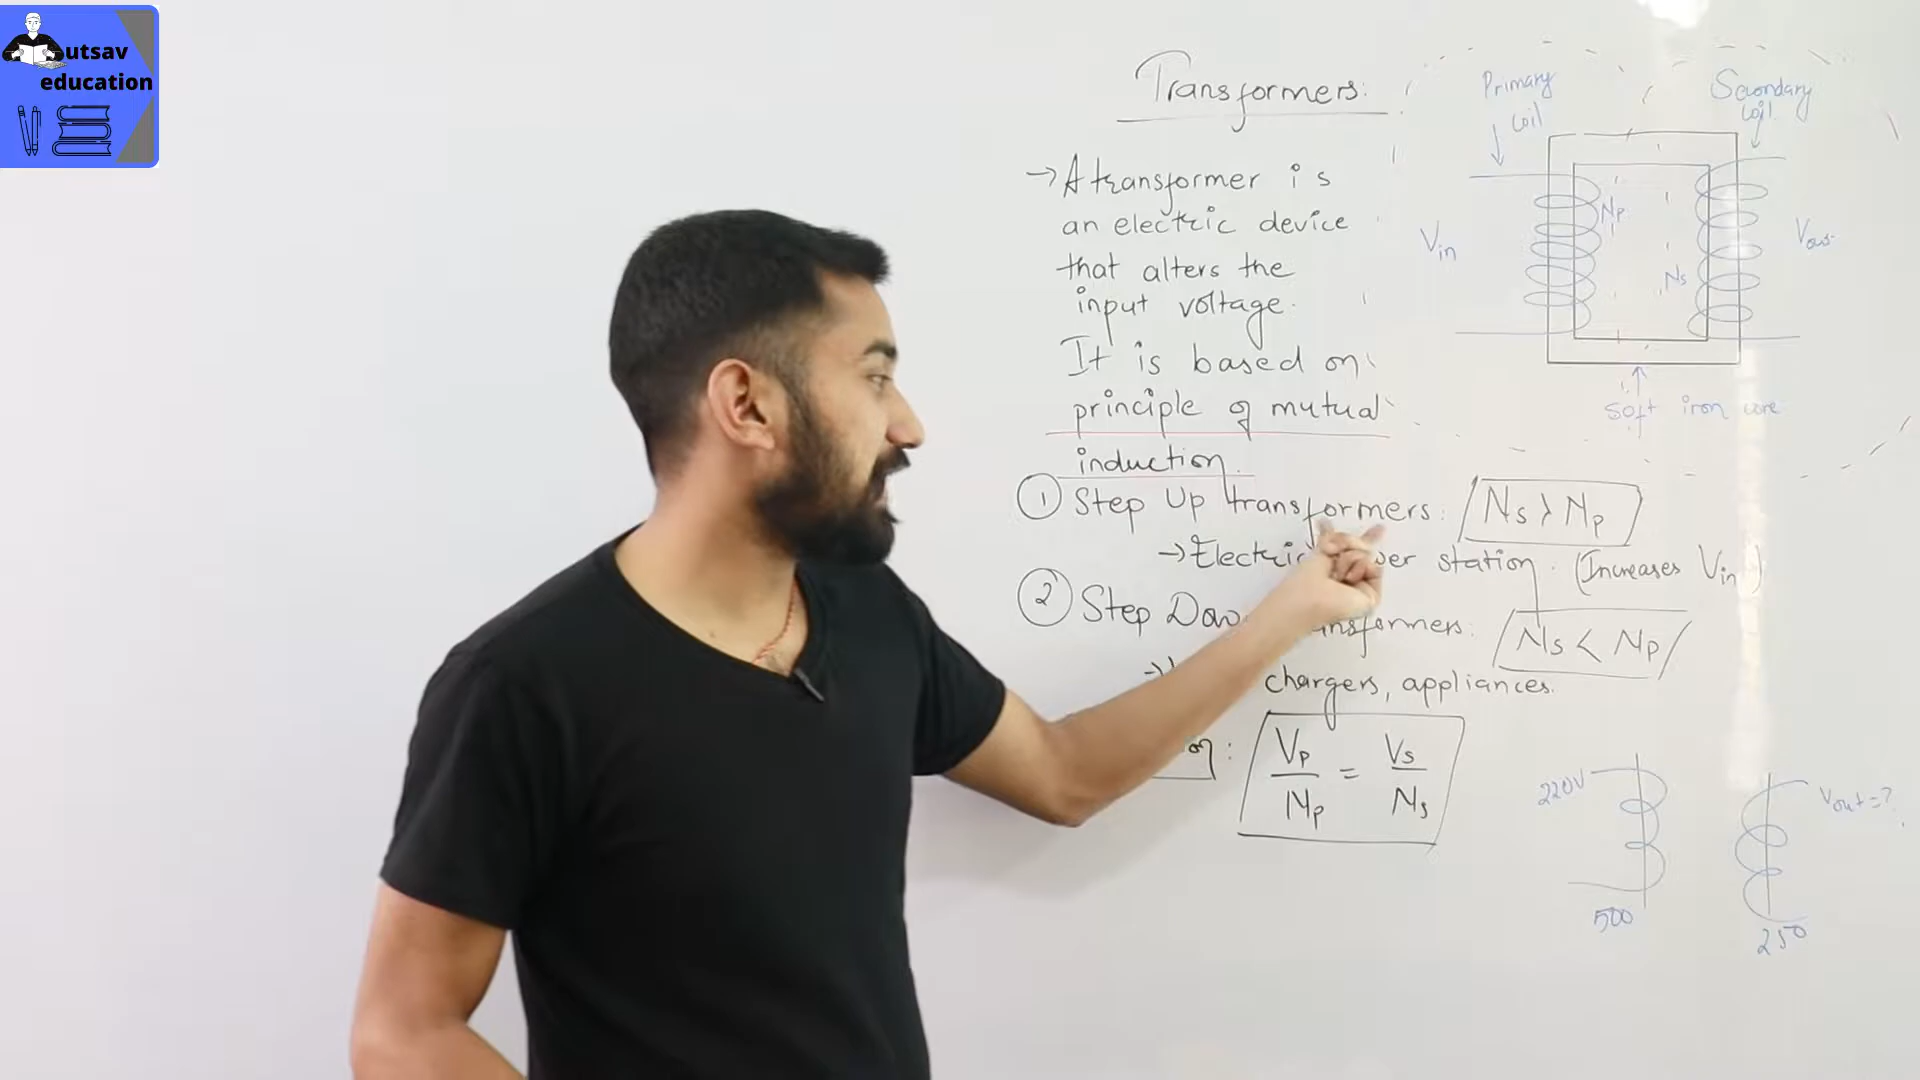 utsav
education
Transformers:
→ A transformer is
an electric device
that alters the
input voltage.
It is based on
principle of mutual
induction.
① Step Up transformers: Ns > Np
→ Electric station. (Increases Vin)
② Step Down transformers: Ns < Np
→ chargers, appliances.
Vp/Np = Vs/Ns
Primary
coil
Secondary
coil
Vin
Np
Ns
Vout
Soft iron core
220V
Vout=?
500
250